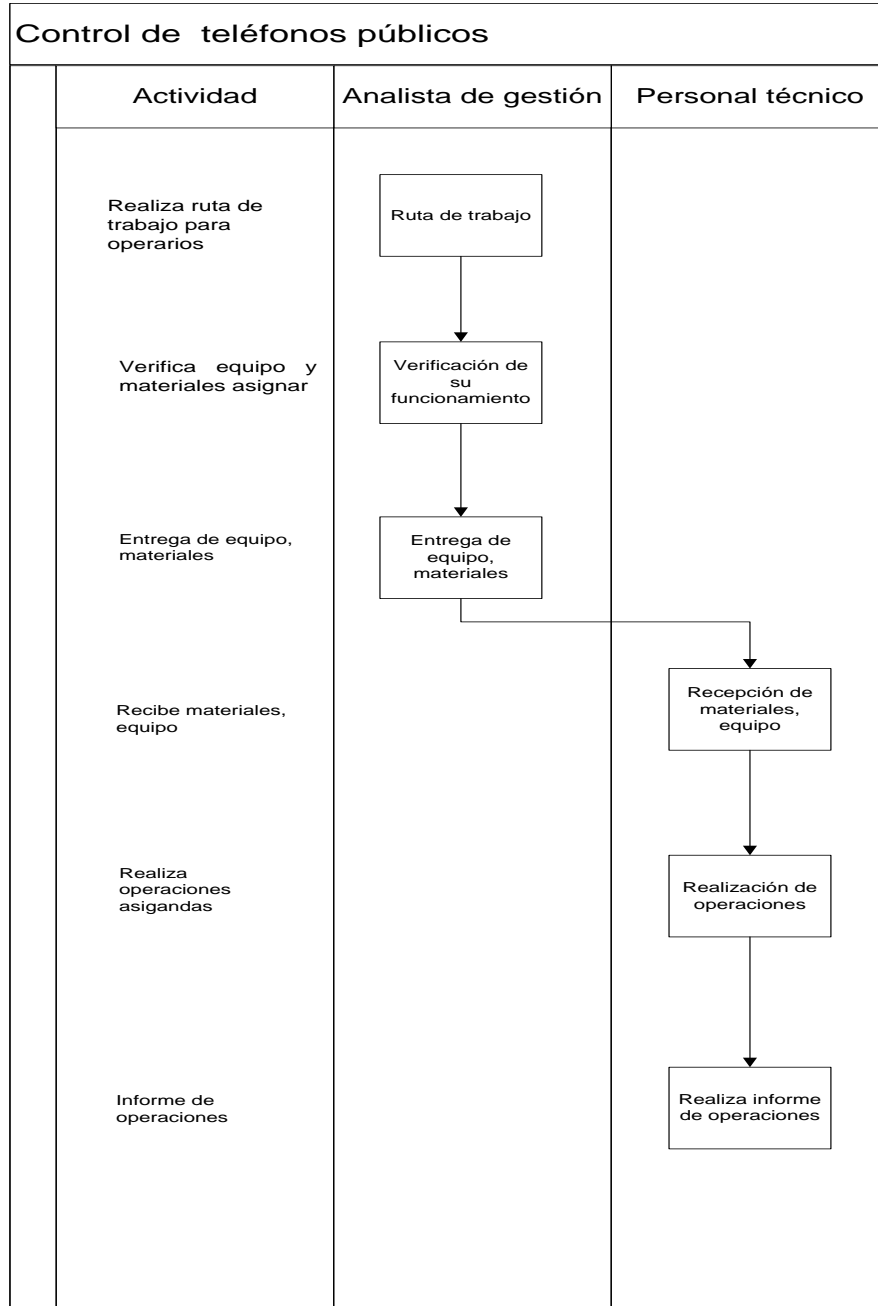 Control de teléfonos públicos
Actividad
Analista de gestión
Personal técnico
Realiza ruta de
trabajo para
operarios
Ruta de trabajo
Verifica equipo y
materiales asignar
Verificación de
su
funcionamiento
Entrega de equipo,
materiales
Entrega de
equipo,
materiales
Recibe materiales,
equipo
Recepción de
materiales,
equipo
Realiza
operaciones
asigandas
Realización de
operaciones
Informe de
operaciones
Realiza informe
de operaciones